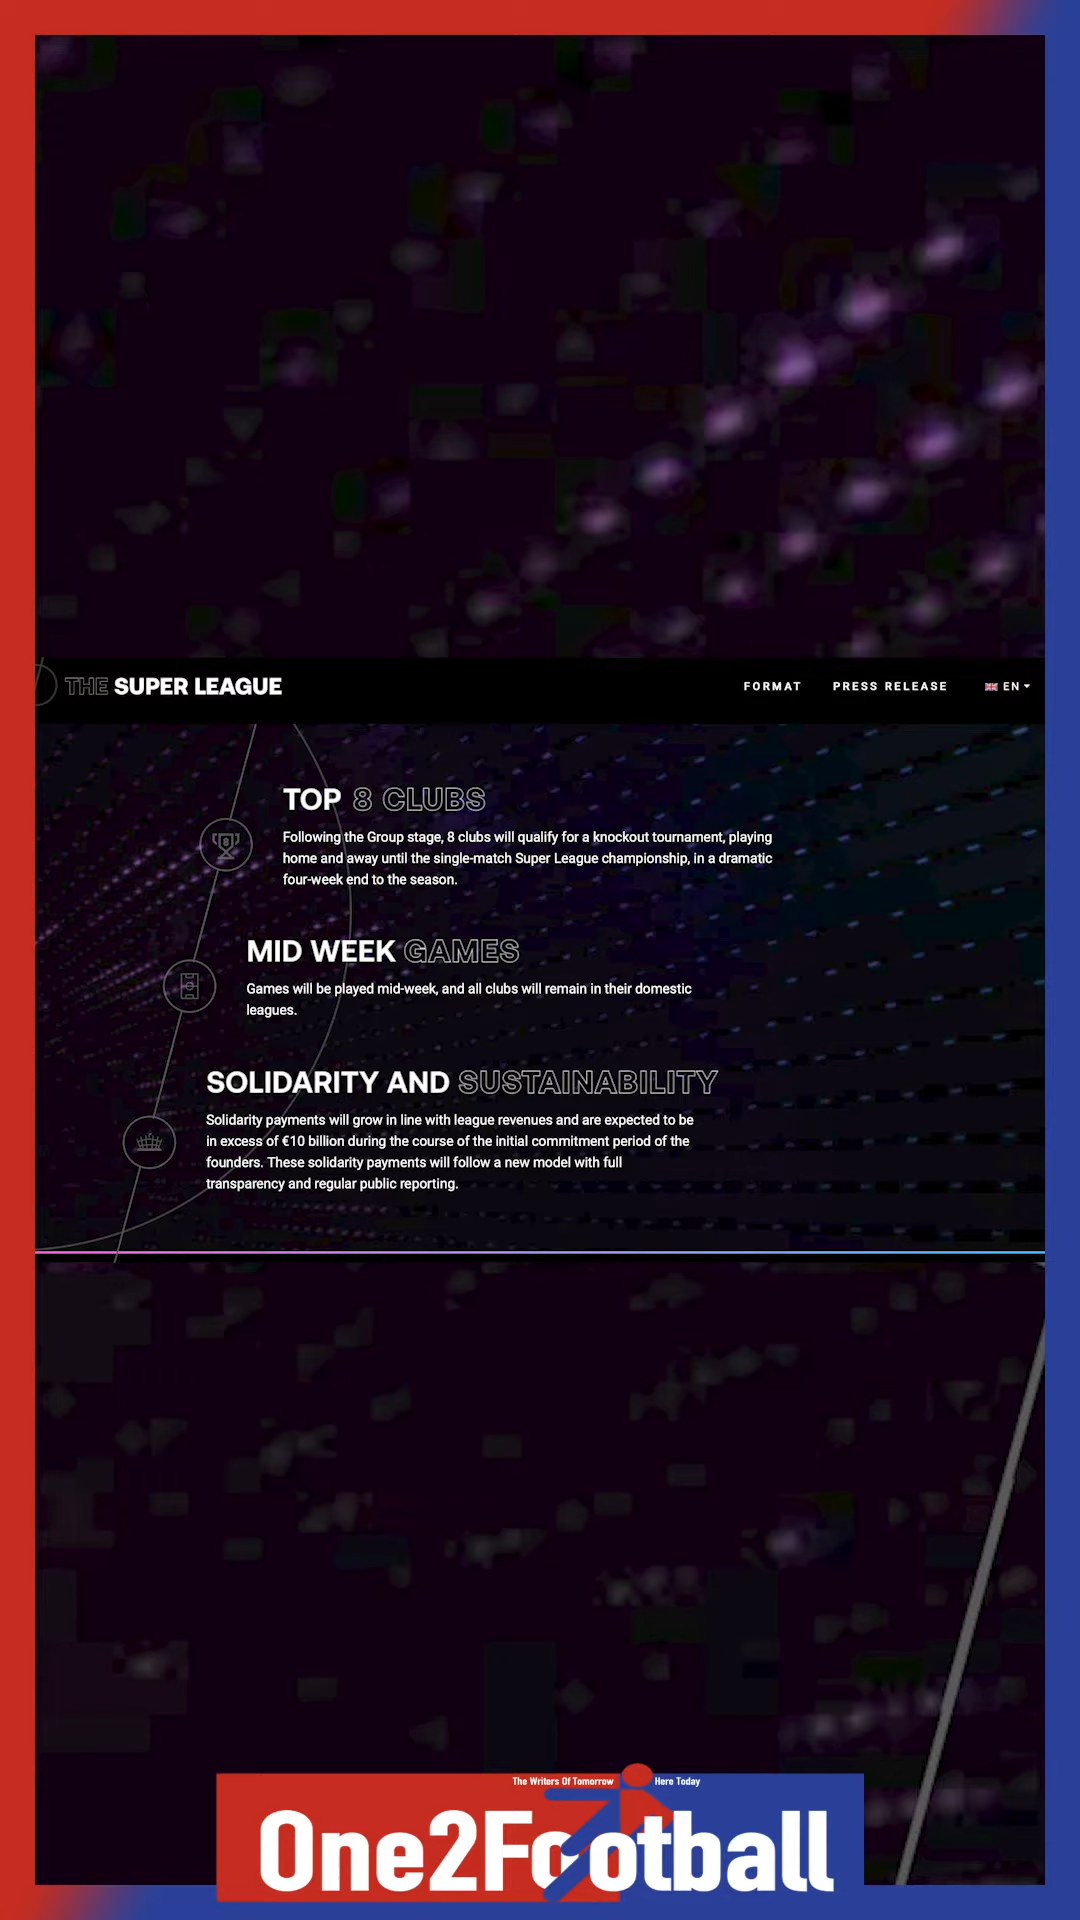 THE SUPER LEAGUE
FORMAT
PRESS RELEASE
EN
TOP 8 CLUBS
Following the Group stage, 8 clubs will qualify for a knockout tournament, playing
home and away until the single-match Super League championship, in a dramatic
four-week end to the season.
MID WEEK GAMES
Games will be played mid-week, and all clubs will remain in their domestic
leagues.
SOLIDARITY AND SUSTAINABILITY
Solidarity payments will grow in line with league revenues and are expected to be
in excess of €10 billion during the course of the initial commitment period of the
founders. These solidarity payments will follow a new model with full
transparency and regular public reporting.
The Writers Of Tomorrow Here Today
One2Football